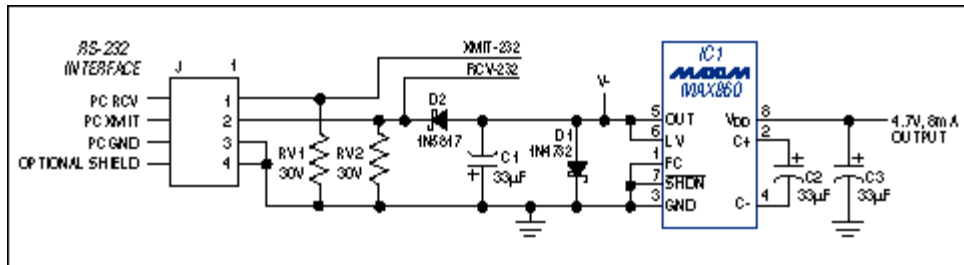 RS-232
INTERFACE
J
1
XMIT-232
RCV-232
PC RCV
1
PC XMIT
2
PC GND
3
OPTIONAL SHIELD
4
RV1
30V
RV2
30V
D2
1N5817
C1
+
33µF
V-
D1
1N4732
IC1
MAXIM
MAX860
5
OUT
6
LV
1
FC
7
SHDN
3
GND
VDD
8
C+
2
C-
4
+
C2
33µF
+
C3
33µF
4.7V, 8mA
OUTPUT